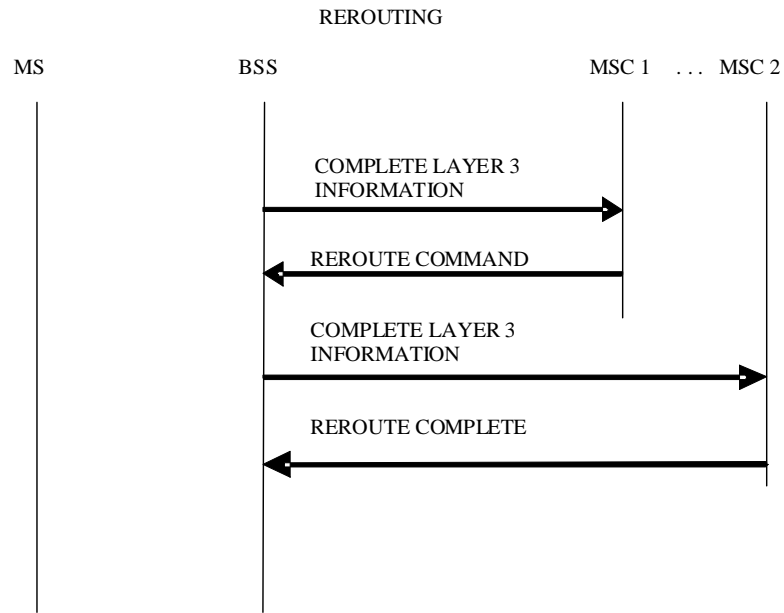 REROUTING
MS BSS MSC 1 . . . MSC 2
COMPLETE LAYER 3
INFORMATION
REROUTE COMMAND
COMPLETE LAYER 3
INFORMATION
REROUTE COMPLETE